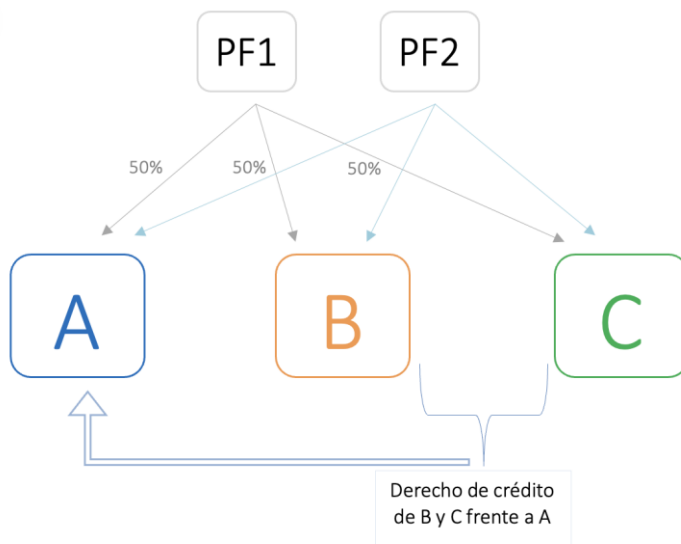 PF1
PF2
50%
50%
50%
A
B
C
Derecho de crédito
de B y C frente a A